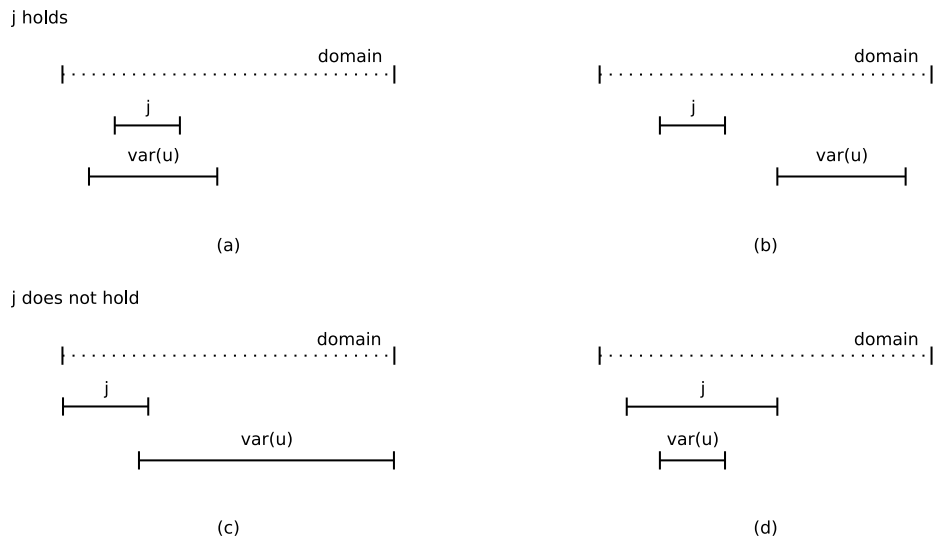 j holds
domain
domain
j
j
var(u)
var(u)
(a)
(b)
j does not hold
domain
domain
j
j
var(u)
var(u)
(c)
(d)